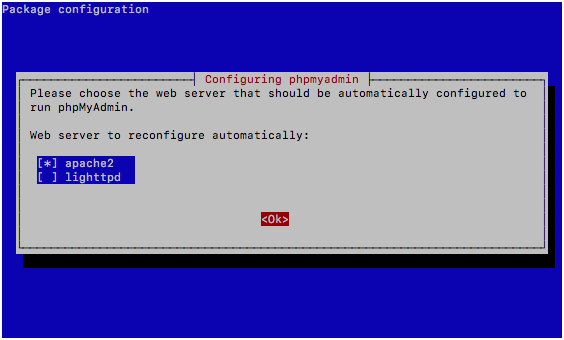 Package configuration
Configuring phpmyadmin
Please choose the web server that should be automatically configured to
run phpMyAdmin.
Web server to reconfigure automatically:
[*] apache2
[ ] lighttpd
<Ok>